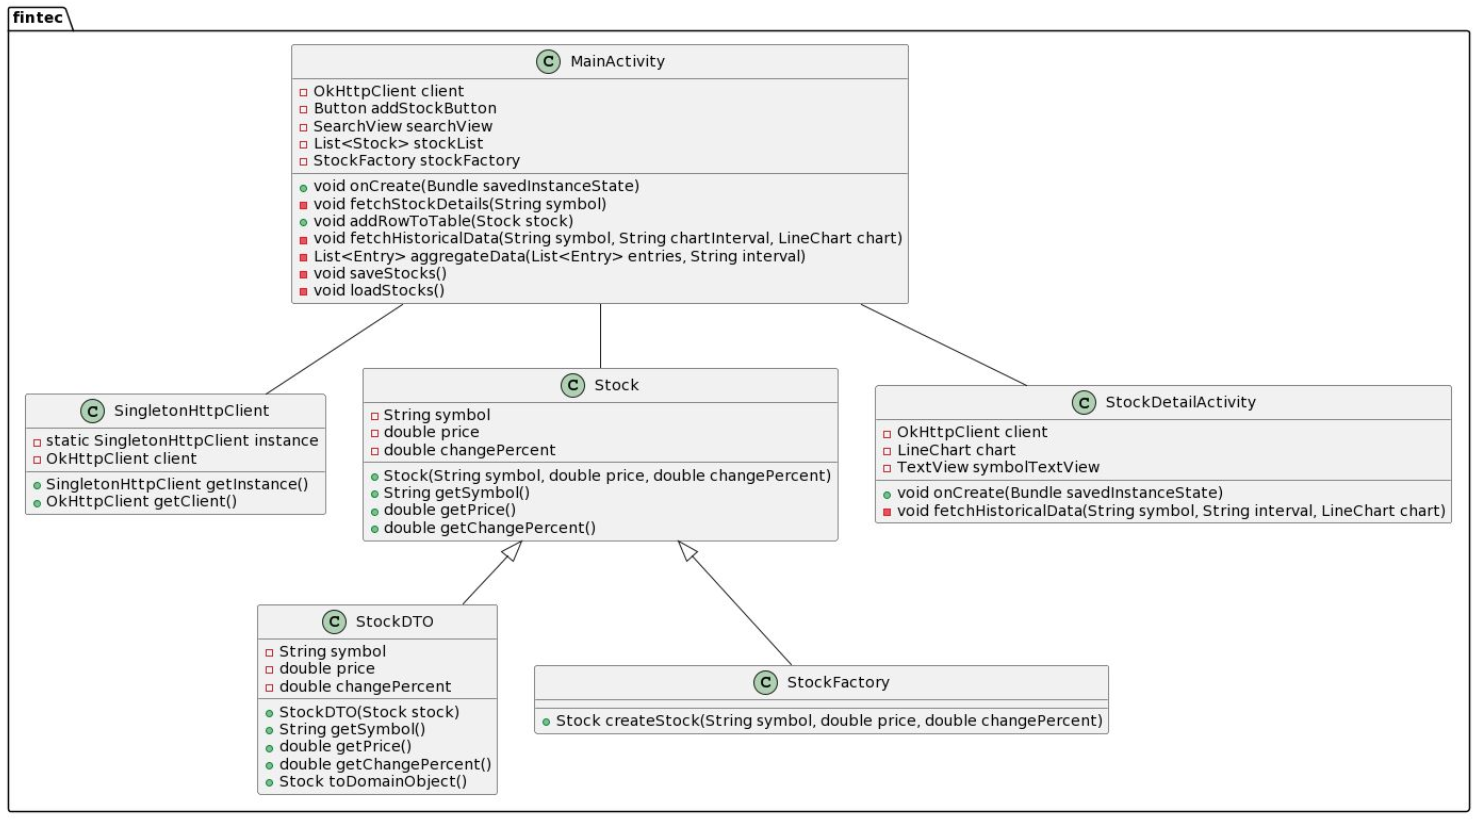 fintec
C MainActivity
OkHttpClient client
Button addStockButton
SearchView searchView
List<Stock> stockList
StockFactory stockFactory
void onCreate(Bundle savedInstanceState)
void fetchStockDetails(String symbol)
void addRowToTable(Stock stock)
void fetchHistoricalData(String symbol, String chartInterval, LineChart chart)
List<Entry> aggregateData(List<Entry> entries, String interval)
void saveStocks()
void loadStocks()
C SingletonHttpClient
static SingletonHttpClient instance
OkHttpClient client
SingletonHttpClient getInstance()
OkHttpClient getClient()
C Stock
String symbol
double price
double changePercent
Stock(String symbol, double price, double changePercent)
String getSymbol()
double getPrice()
double getChangePercent()
C StockDetailActivity
OkHttpClient client
LineChart chart
TextView symbolTextView
void onCreate(Bundle savedInstanceState)
void fetchHistoricalData(String symbol, String interval, LineChart chart)
C StockDTO
String symbol
double price
double changePercent
StockDTO(Stock stock)
String getSymbol()
double getPrice()
double getChangePercent()
Stock toDomainObject()
C StockFactory
Stock createStock(String symbol, double price, double changePercent)